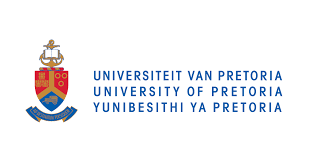 UNIVERSITEIT VAN PRETORIA
UNIVERSITY OF PRETORIA
YUNIBESITHI YA PRETORIA